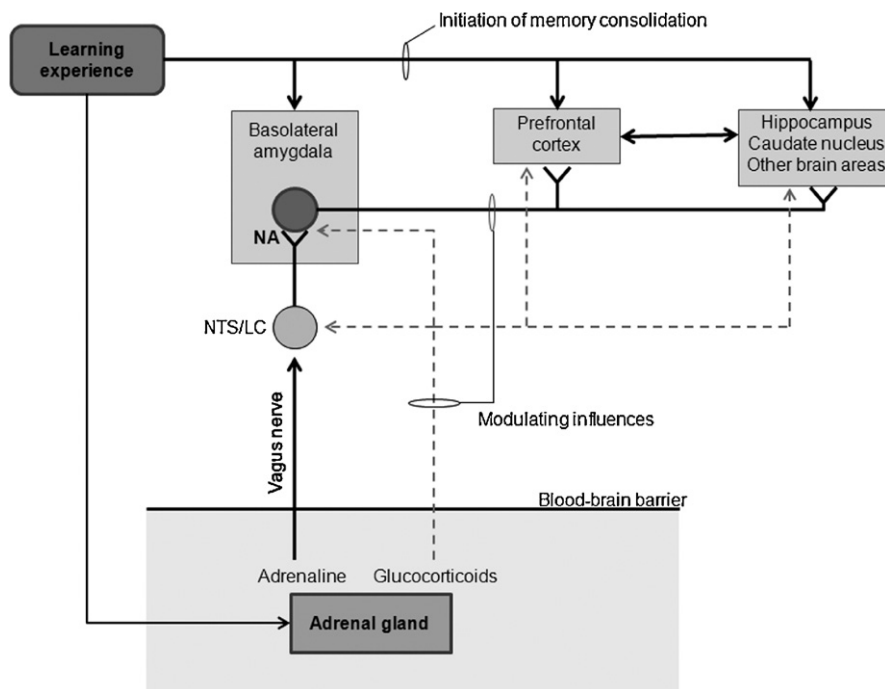 Initiation of memory consolidation
Learning
experience
Basolateral
amygdala
Prefrontal
cortex
Hippocampus
Caudate nucleus
Other brain areas
NA
NTS/LC
Vagus nerve
Modulating influences
Blood-brain barrier
Adrenaline
Glucocorticoids
Adrenal gland